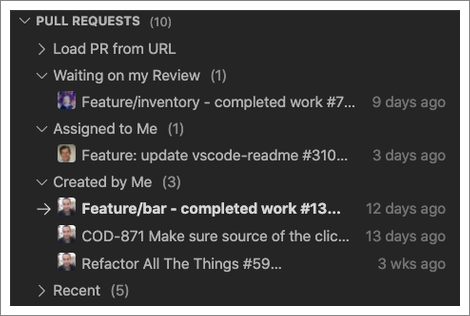 PULL REQUESTS (10)
Load PR from URL
Waiting on my Review (1)
Feature/inventory - completed work #7... 9 days ago
Assigned to Me (1)
Feature: update vscode-readme #310... 3 days ago
Created by Me (3)
Feature/bar - completed work #13... 12 days ago
COD-871 Make sure source of the clic... 13 days ago
Refactor All The Things #59... 3 wks ago
Recent (5)